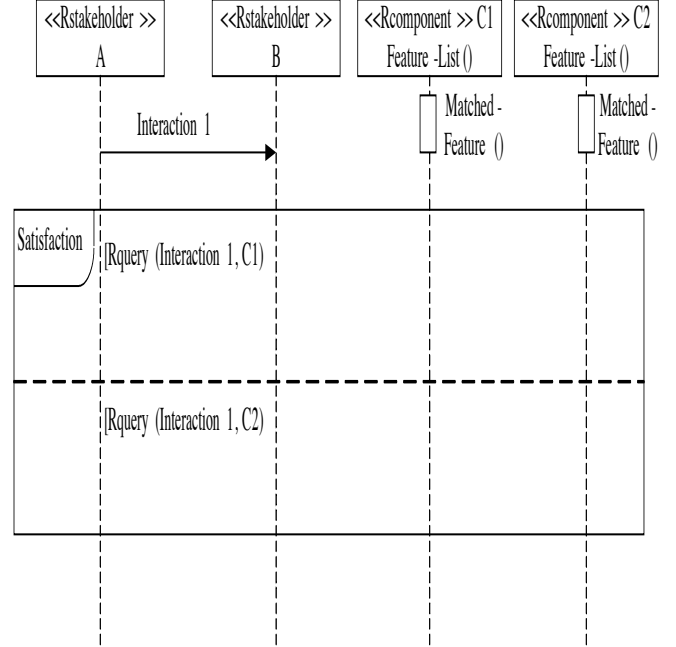 <<Rstakeholder >>
A
<<Rstakeholder >>
B
<<Rcomponent >> C1
Feature -List ()
<<Rcomponent >> C2
Feature -List ()
Interaction 1
Matched -
Feature ()
Matched -
Feature ()
Satisfaction
[Rquery (Interaction 1, C1)
[Rquery (Interaction 1, C2)